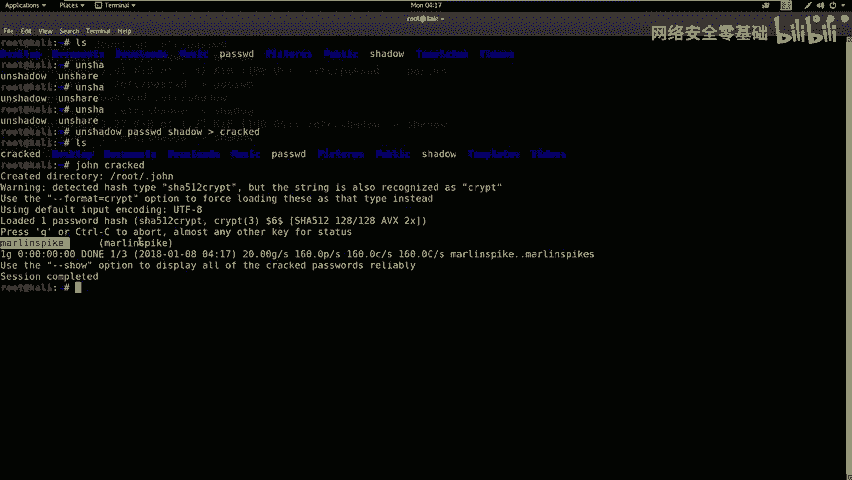 Applications Places Terminal Mon 04:17
root@kali: ~
File Edit View Search Terminal Help
网络安全零基础 bilibili
root@kali:~# ls
Desktop Documents Downloads Music passwd Pictures Public shadow Templates Videos
root@kali:~# unsha
unshadow unshare
root@kali:~# unsha
unshadow unshare
root@kali:~# unsha
unshadow unshare
root@kali:~# unshadow passwd shadow > cracked
root@kali:~# ls
cracked Desktop Documents Downloads Music passwd Pictures Public shadow Templates Videos
root@kali:~# john cracked
Created directory: /root/.john
Warning: detected hash type "sha512crypt", but the string is also recognized as "crypt"
Use the "--format=crypt" option to force loading these as that type instead
Using default input encoding: UTF-8
Loaded 1 password hash (sha512crypt, crypt(3) $6$ [SHA512 128/128 AVX 2x])
Press 'q' or Ctrl-C to abort, almost any other key for status
marlinspike (marlinspike)
1g 0:00:00:00 DONE 1/3 (2018-01-08 04:17) 20.00g/s 160.0p/s 160.0c/s 160.0C/s marlinspike..marlinspikes
Use the "--show" option to display all of the cracked passwords reliably
Session completed
root@kali:~#